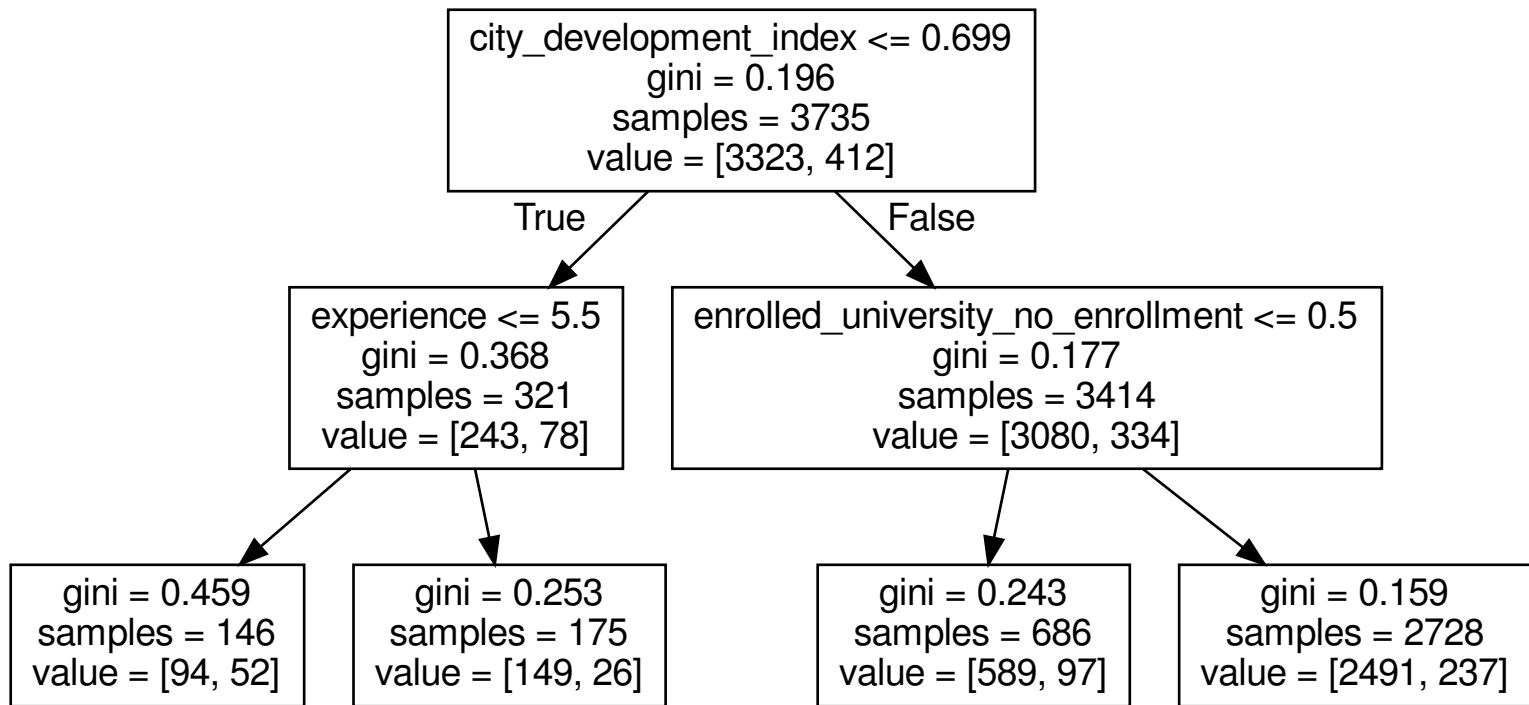 city_development_index <= 0.699
gini = 0.196
samples = 3735
value = [3323, 412]
True
False
experience <= 5.5
gini = 0.368
samples = 321
value = [243, 78]
enrolled_university_no_enrollment <= 0.5
gini = 0.177
samples = 3414
value = [3080, 334]
gini = 0.459
samples = 146
value = [94, 52]
gini = 0.253
samples = 175
value = [149, 26]
gini = 0.243
samples = 686
value = [589, 97]
gini = 0.159
samples = 2728
value = [2491, 237]